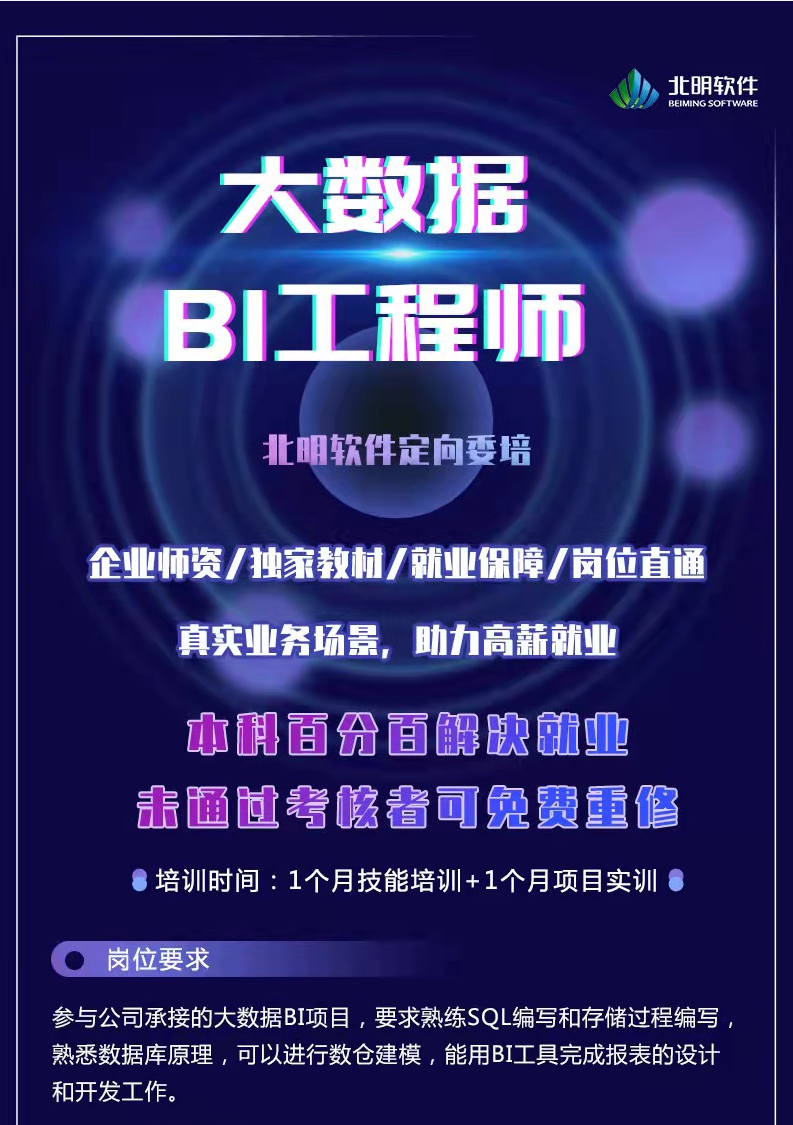 北明软件
BEIMING SOFTWARE
大数据
BI工程师
北明软件定向委培
企业师资/独家教材/就业保障/岗位直通
真实业务场景，助力高薪就业
本科百分百解决就业
未通过考核者可免费重修
培训时间：1个月技能培训+1个月项目实训
岗位要求
参与公司承接的大数据BI项目，要求熟练SQL编写和存储过程编写，
熟悉数据库原理，可以进行数仓建模，能用BI工具完成报表的设计
和开发工作。